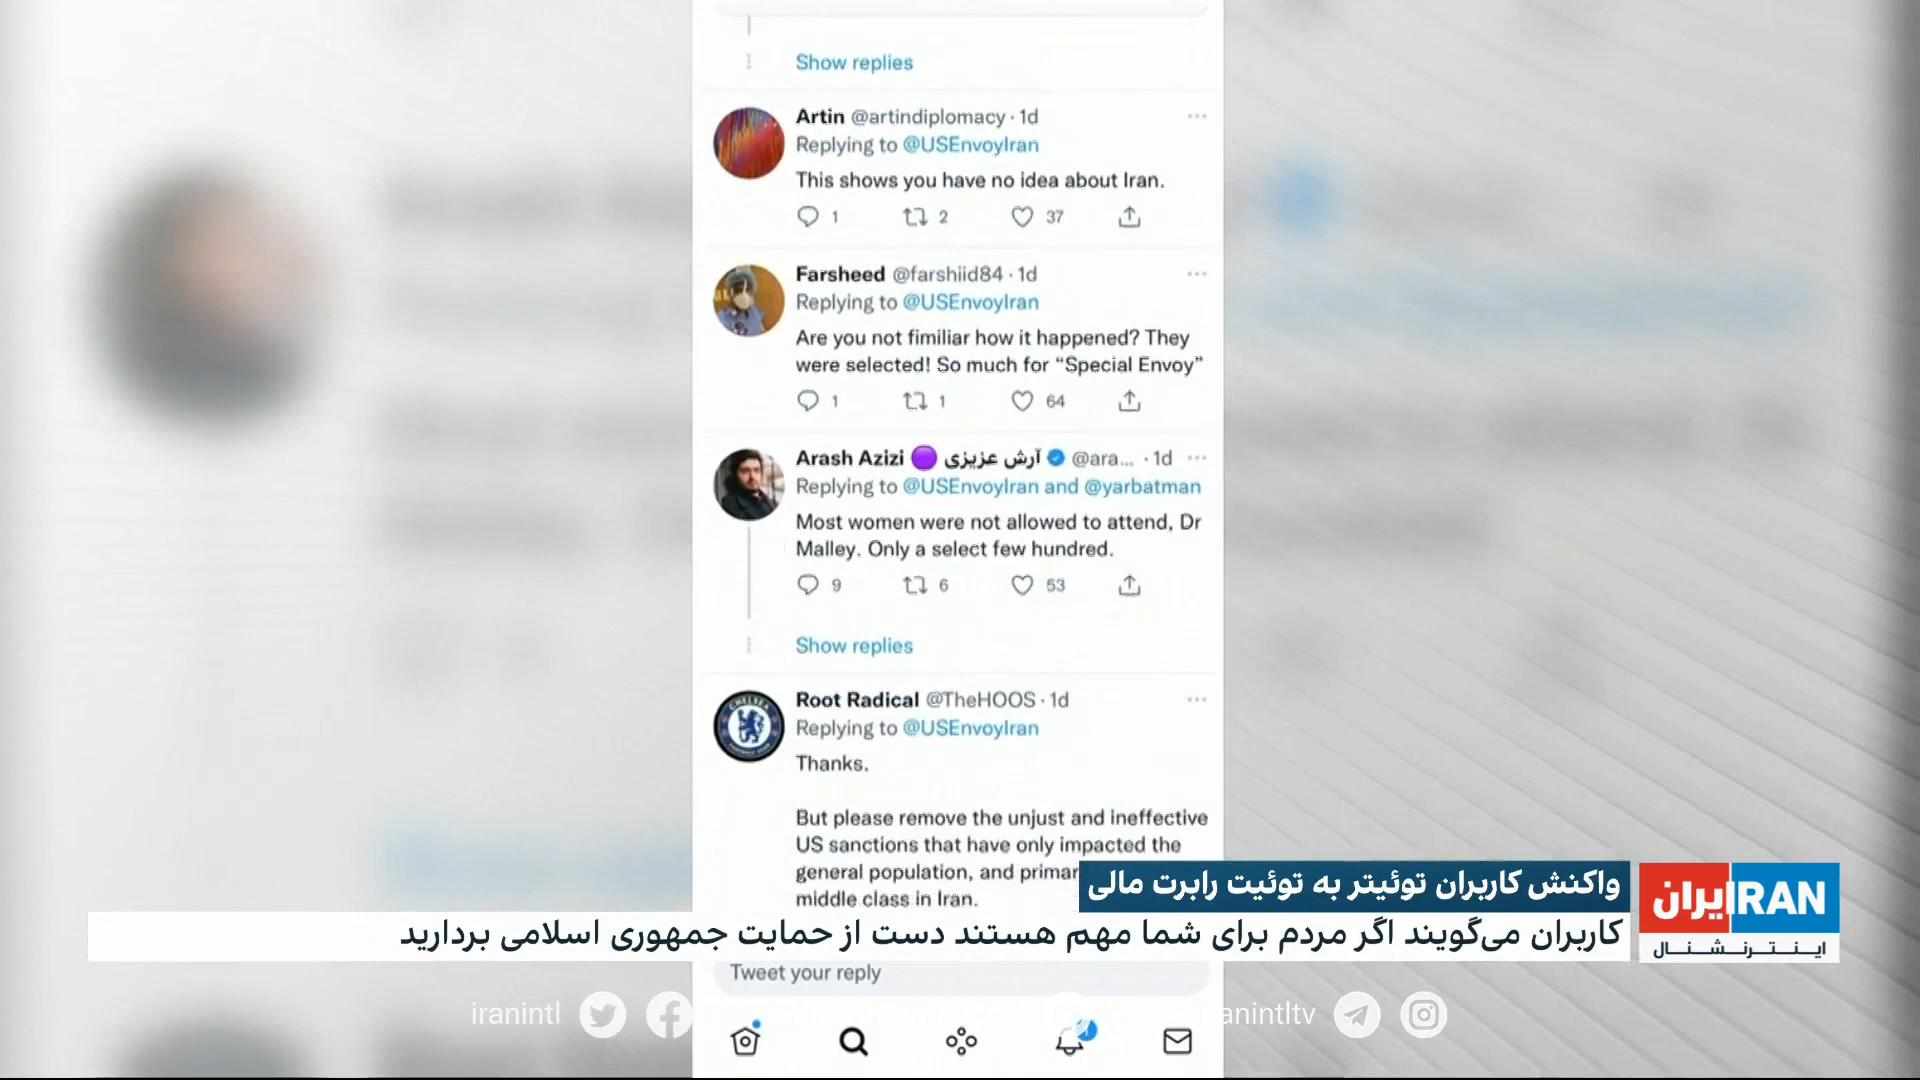 Show replies
Artin @artindiplomacy · 1d
Replying to @USEnvoyIran
This shows you have no idea about Iran.
1 2 37
Farsheed @farshiid84 · 1d
Replying to @USEnvoyIran
Are you not fimiliar how it happened? They
were selected! So much for “Special Envoy”
1 1 64
Arash Azizi 🟣 آرش عزیزی @ara... · 1d
Replying to @USEnvoyIran and @yarbatman
Most women were not allowed to attend, Dr
Malley. Only a select few hundred.
9 6 53
Show replies
CHELSEA
Root Radical @TheHOOS · 1d
Replying to @USEnvoyIran
Thanks.
But please remove the unjust and ineffective
US sanctions that have only impacted the
general population, and primar
middle class in Iran.
واکنش کاربران توئیتر به توئیت رابرت مالی
کاربران می‌گویند اگر مردم برای شما مهم هستند دست از حمایت جمهوری اسلامی بردارید
ایران IRAN
اینترنشنال
Tweet your reply
iranintl
anintltv